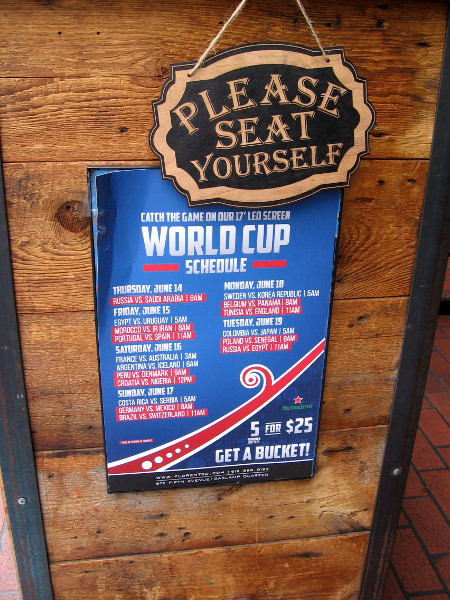 PLEASE
SEAT
YOURSELF
CATCH THE GAME ON OUR 17' LED SCREEN
WORLD CUP
SCHEDULE
THURSDAY, JUNE 14
RUSSIA VS. SAUDI ARABIA | 8AM
FRIDAY, JUNE 15
EGYPT VS. URUGUAY | 5AM
MOROCCO VS. IR IRAN | 8AM
PORTUGAL VS. SPAIN | 11AM
SATURDAY, JUNE 16
FRANCE VS. AUSTRALIA | 3AM
ARGENTINA VS. ICELAND | 6AM
PERU VS. DENMARK | 9AM
CROATIA VS. NIGERIA | 12PM
SUNDAY, JUNE 17
COSTA RICA VS. SERBIA | 5AM
GERMANY VS. MEXICO | 8AM
BRAZIL VS. SWITZERLAND | 11AM
MONDAY, JUNE 18
SWEDEN VS. KOREA REPUBLIC | 5AM
BELGIUM VS. PANAMA | 8AM
TUNISIA VS. ENGLAND | 11AM
TUESDAY, JUNE 19
COLOMBIA VS. JAPAN | 5AM
POLAND VS. SENEGAL | 8AM
RUSSIA VS. EGYPT | 11AM
Heineken
5 FOR $25
GET A BUCKET!
FIFTH AVENUE | GASLAMP QUARTER